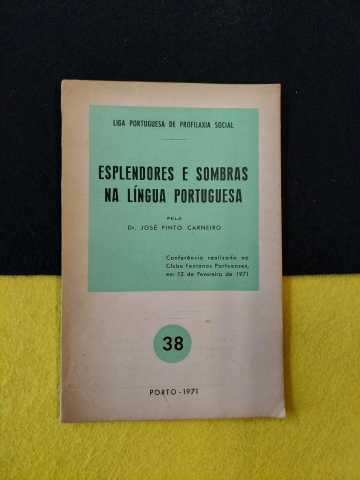 LIGA PORTUGUESA DE PROFILAXIA SOCIAL
ESPLENDORES E SOMBRAS
NA LÍNGUA PORTUGUESA
PELO
Dr. JOSÉ PINTO CARNEIRO
Conferência realizada no
Clube Fenianos Portuenses,
em 12 de Fevereiro de 1971
38
PORTO - 1971